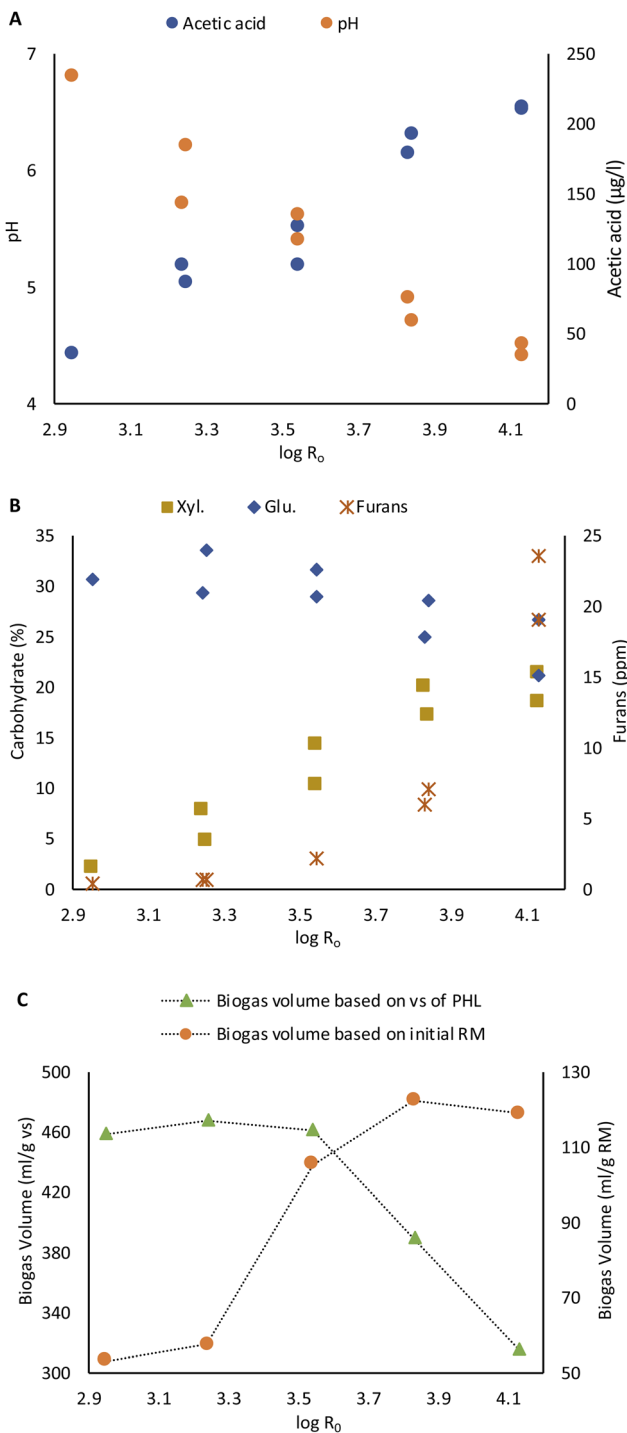 A
Acetic acid
pH
7
6
5
4
pH
250
200
150
100
50
0
Acetic acid (µg/l)
2.9 3.1 3.3 3.5 3.7 3.9 4.1
log Ro
B
Xyl. Glu. Furans
35
30
25
20
15
10
5
0
Carbohydrate (%)
25
20
15
10
5
0
Furans (ppm)
2.9 3.1 3.3 3.5 3.7 3.9 4.1
log Ro
C
Biogas volume based on vs of PHL
Biogas volume based on initial RM
500
460
420
380
340
300
Biogas Volume (ml/g vs)
130
110
90
70
50
Biogas Volume (ml/g RM)
2.9 3.1 3.3 3.5 3.7 3.9 4.1
log R0